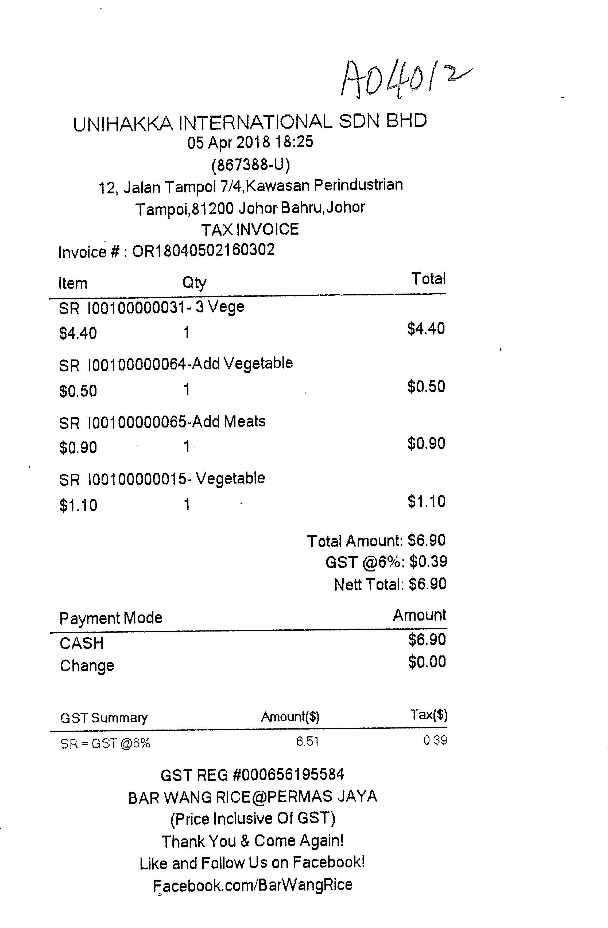 A04012
UNIHAKKA INTERNATIONAL SDN BHD
05 Apr 2018 18:25
(867388-U)
12, Jalan Tampoi 7/4,Kawasan Perindustrian
Tampoi,81200 Johor Bahru,Johor
TAX INVOICE
Invoice # : OR18040502160302
Item Qty Total
SR I00100000031- 3 Vege
$4.40 1 $4.40
SR I00100000064-Add Vegetable
$0.50 1 $0.50
SR I00100000065-Add Meats
$0.90 1 $0.90
SR I00100000015- Vegetable
$1.10 1 $1.10
Total Amount: $6.90
GST @6%: $0.39
Nett Total: $6.90
Payment Mode Amount
CASH $6.90
Change $0.00
GST Summary Amount($) Tax($)
SR = GST @6% 6.51 0.39
GST REG #000656195584
BAR WANG RICE@PERMAS JAYA
(Price Inclusive Of GST)
Thank You & Come Again!
Like and Follow Us on Facebook!
Facebook.com/BarWangRice